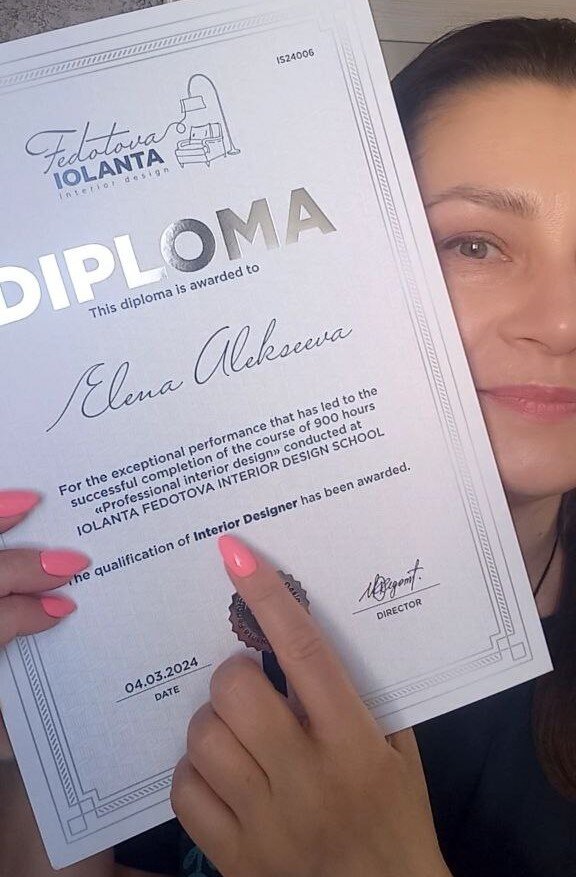 IS24006
Fedotova
IOLANTA
interior design
DIPLOMA
This diploma is awarded to
Elena Alekseeva
For the exceptional performance that has led to the
successful completion of the course of 900 hours
«Professional interior design» conducted at
IOLANTA FEDOTOVA INTERIOR DESIGN SCHOOL
The qualification of Interior Designer has been awarded.
DIRECTOR
04.03.2024
DATE